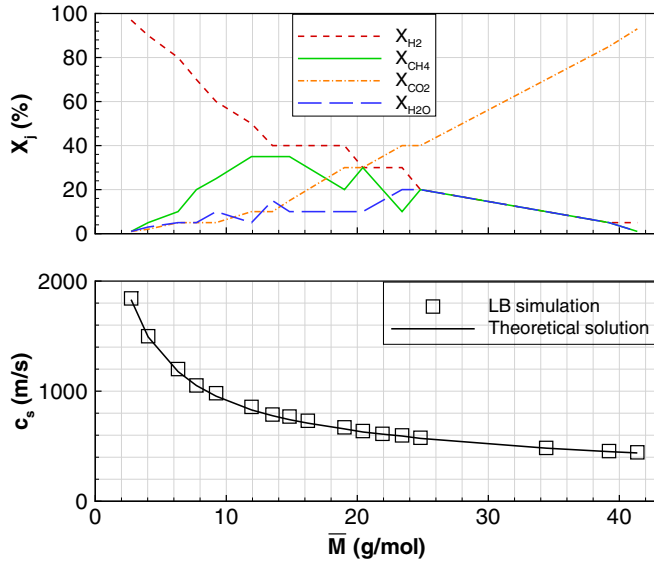 100
80
60
40
20
0
X_j (%)
X_H2
X_CH4
X_CO2
X_H2O
2000
1000
0
c_s (m/s)
LB simulation
Theoretical solution
0 10 20 30 40
M̅ (g/mol)